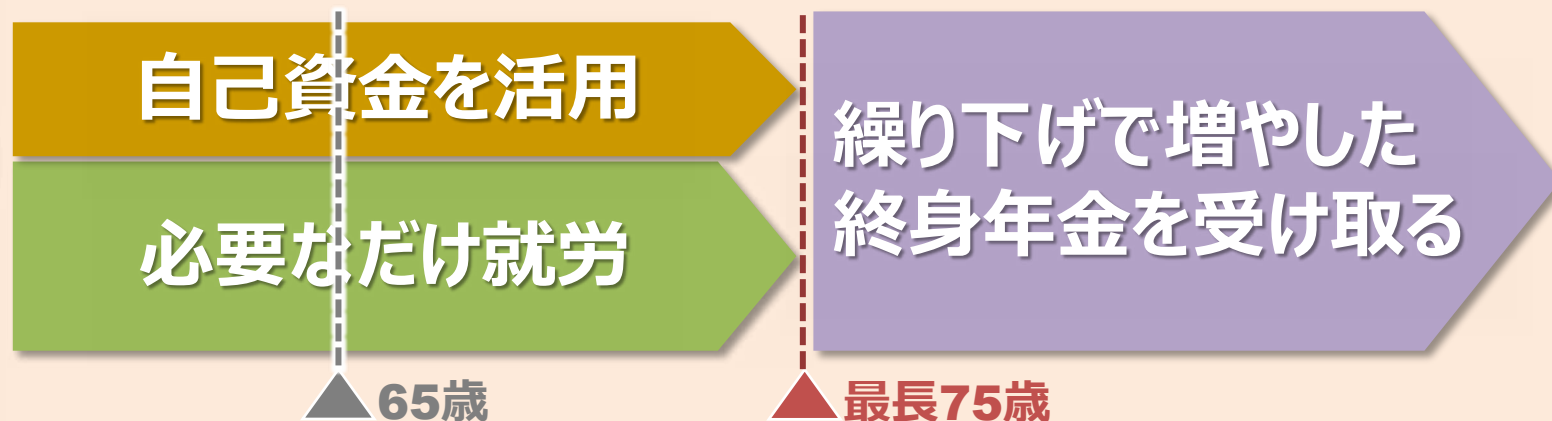 自己資金を活用
必要なだけ就労
繰り下げで増やした
終身年金を受け取る
65歳
最長75歳